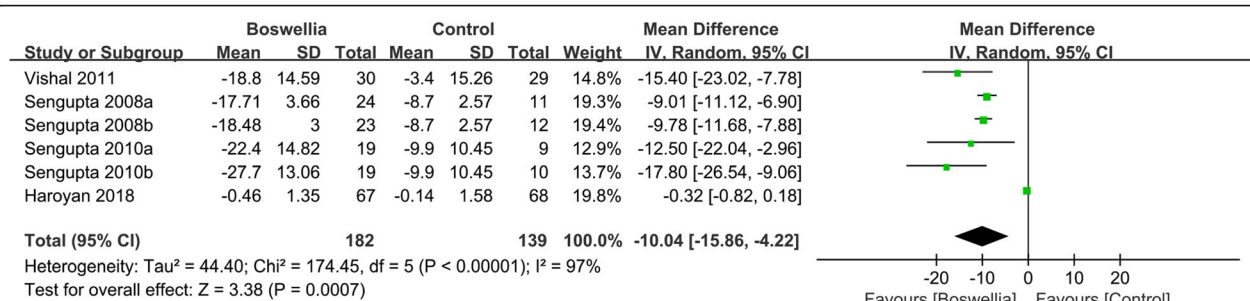 Boswellia Control Mean Difference Mean Difference
Study or Subgroup Mean SD Total Mean SD Total Weight IV, Random, 95% CI IV, Random, 95% CI
Vishal 2011 -18.8 14.59 30 -3.4 15.26 29 14.8% -15.40 [-23.02, -7.78]
Sengupta 2008a -17.71 3.66 24 -8.7 2.57 11 19.3% -9.01 [-11.12, -6.90]
Sengupta 2008b -18.48 3 23 -8.7 2.57 12 19.4% -9.78 [-11.68, -7.88]
Sengupta 2010a -22.4 14.82 19 -9.9 10.45 9 12.9% -12.50 [-22.04, -2.96]
Sengupta 2010b -27.7 13.06 19 -9.9 10.45 10 13.7% -17.80 [-26.54, -9.06]
Haroyan 2018 -0.46 1.35 67 -0.14 1.58 68 19.8% -0.32 [-0.82, 0.18]
Total (95% CI) 182 139 100.0% -10.04 [-15.86, -4.22]
Heterogeneity: Tau² = 44.40; Chi² = 174.45, df = 5 (P < 0.00001); I² = 97%
Test for overall effect: Z = 3.38 (P = 0.0007)
-20 -10 0 10 20
Favours [Boswellia] Favours [Control]